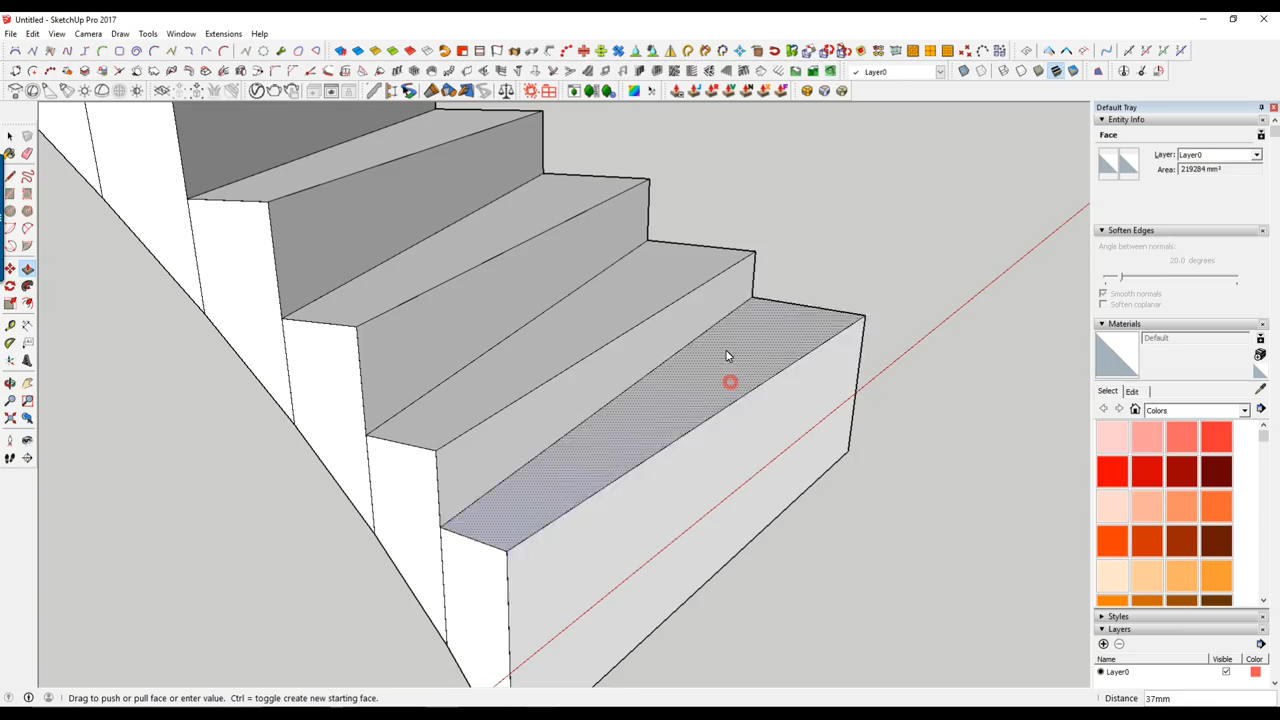 Untitled - SketchUp Pro 2017
File Edit View Camera Draw Tools Window Extensions Help
Layer0
Default Tray
Entity Info
Face
Layer: Layer0
Area: 219284 mm²
Soften Edges
Angle between normals:
20.0 degrees
Smooth normals
Soften coplanar
Materials
Default
Select Edit
Colors
Styles
Layers
Name Visible Color
Layer0
Drag to push or pull face or enter value. Ctrl = toggle create new starting face.
Distance 37mm